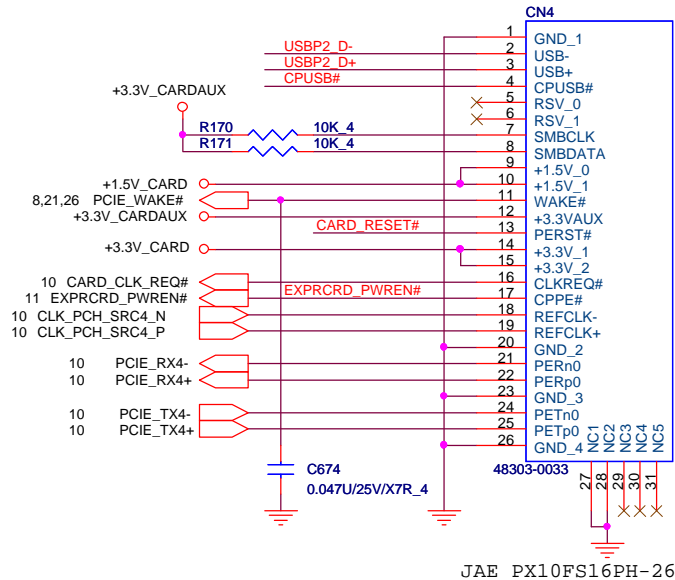 CN4
1 GND_1
USBP2_D- 2 USB-
USBP2_D+ 3 USB+
CPUSB# 4 CPUSB#
+3.3V_CARDAUX 5 RSV_0
6 RSV_1
R170 10K_4 7 SMBCLK
R171 10K_4 8 SMBDATA
9 +1.5V_0
+1.5V_CARD 10 +1.5V_1
8,21,26 PCIE_WAKE# 11 WAKE#
+3.3V_CARDAUX 12 +3.3VAUX
CARD_RESET# 13 PERST#
+3.3V_CARD 14 +3.3V_1
15 +3.3V_2
10 CARD_CLK_REQ# 16 CLKREQ#
11 EXPRCRD_PWREN# EXPRCRD_PWREN# 17 CPPE#
10 CLK_PCH_SRC4_N 18 REFCLK-
10 CLK_PCH_SRC4_P 19 REFCLK+
20 GND_2
10 PCIE_RX4- 21 PERn0
10 PCIE_RX4+ 22 PERp0
23 GND_3
10 PCIE_TX4- 24 PETn0
10 PCIE_TX4+ 25 PETp0
26 GND_4
NC1 NC2 NC3 NC4 NC5
C674
0.047U/25V/X7R_4
48303-0033
27 28 29 30 31
JAE PX10FS16PH-26